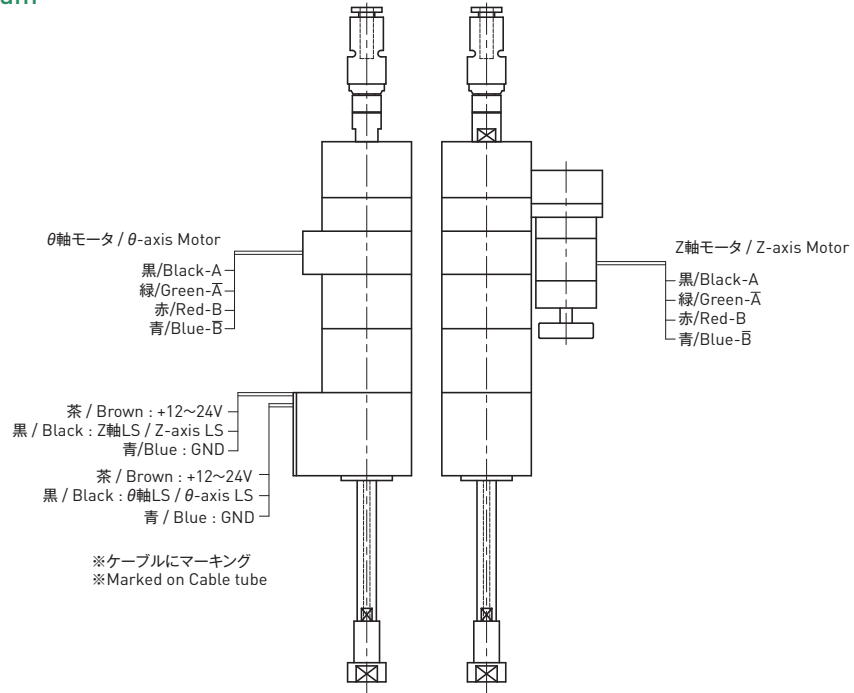 θ軸モータ / θ-axis Motor
黒/Black-A
緑/Green-A̅
赤/Red-B
青/Blue-B̅
Z軸モータ / Z-axis Motor
黒/Black-A
緑/Green-A̅
赤/Red-B
青/Blue-B̅
茶 / Brown : +12～24V
黒 / Black : Z軸LS / Z-axis LS
青/Blue : GND
茶 / Brown : +12～24V
黒 / Black : θ軸LS / θ-axis LS
青 / Blue : GND
※ケーブルにマーキング
※Marked on Cable tube